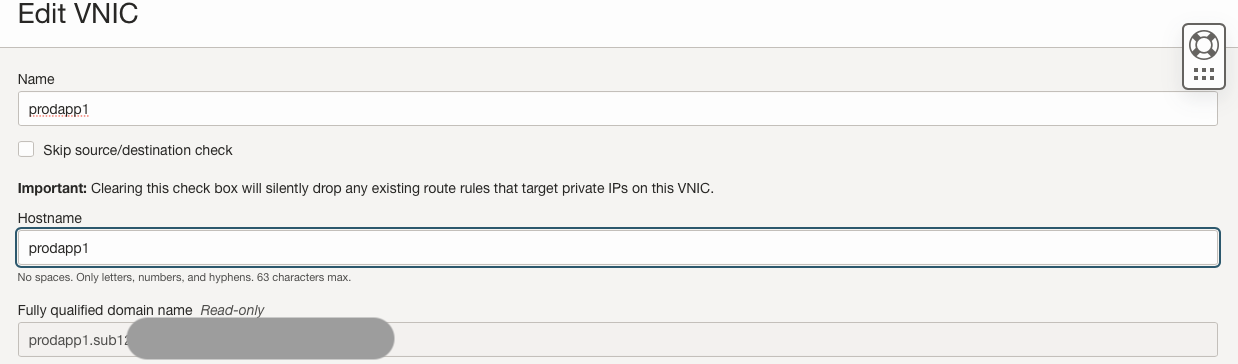 Edit VNIC
Name
prodapp1
Skip source/destination check
Important: Clearing this check box will silently drop any existing route rules that target private IPs on this VNIC.
Hostname
prodapp1
No spaces. Only letters, numbers, and hyphens. 63 characters max.
Fully qualified domain name Read-only
prodapp1.sub12